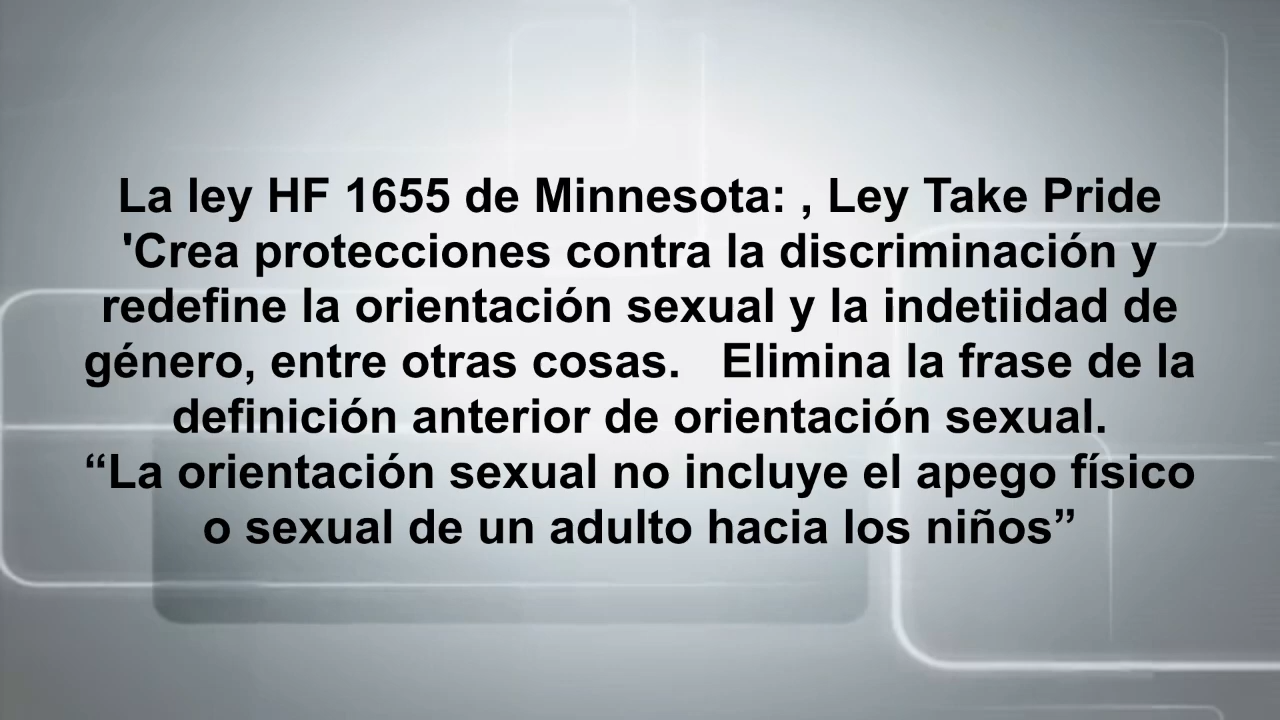 La ley HF 1655 de Minnesota: , Ley Take Pride
'Crea protecciones contra la discriminación y
redefine la orientación sexual y la indetiidad de
género, entre otras cosas.   Elimina la frase de la
definición anterior de orientación sexual.
“La orientación sexual no incluye el apego físico
o sexual de un adulto hacia los niños”